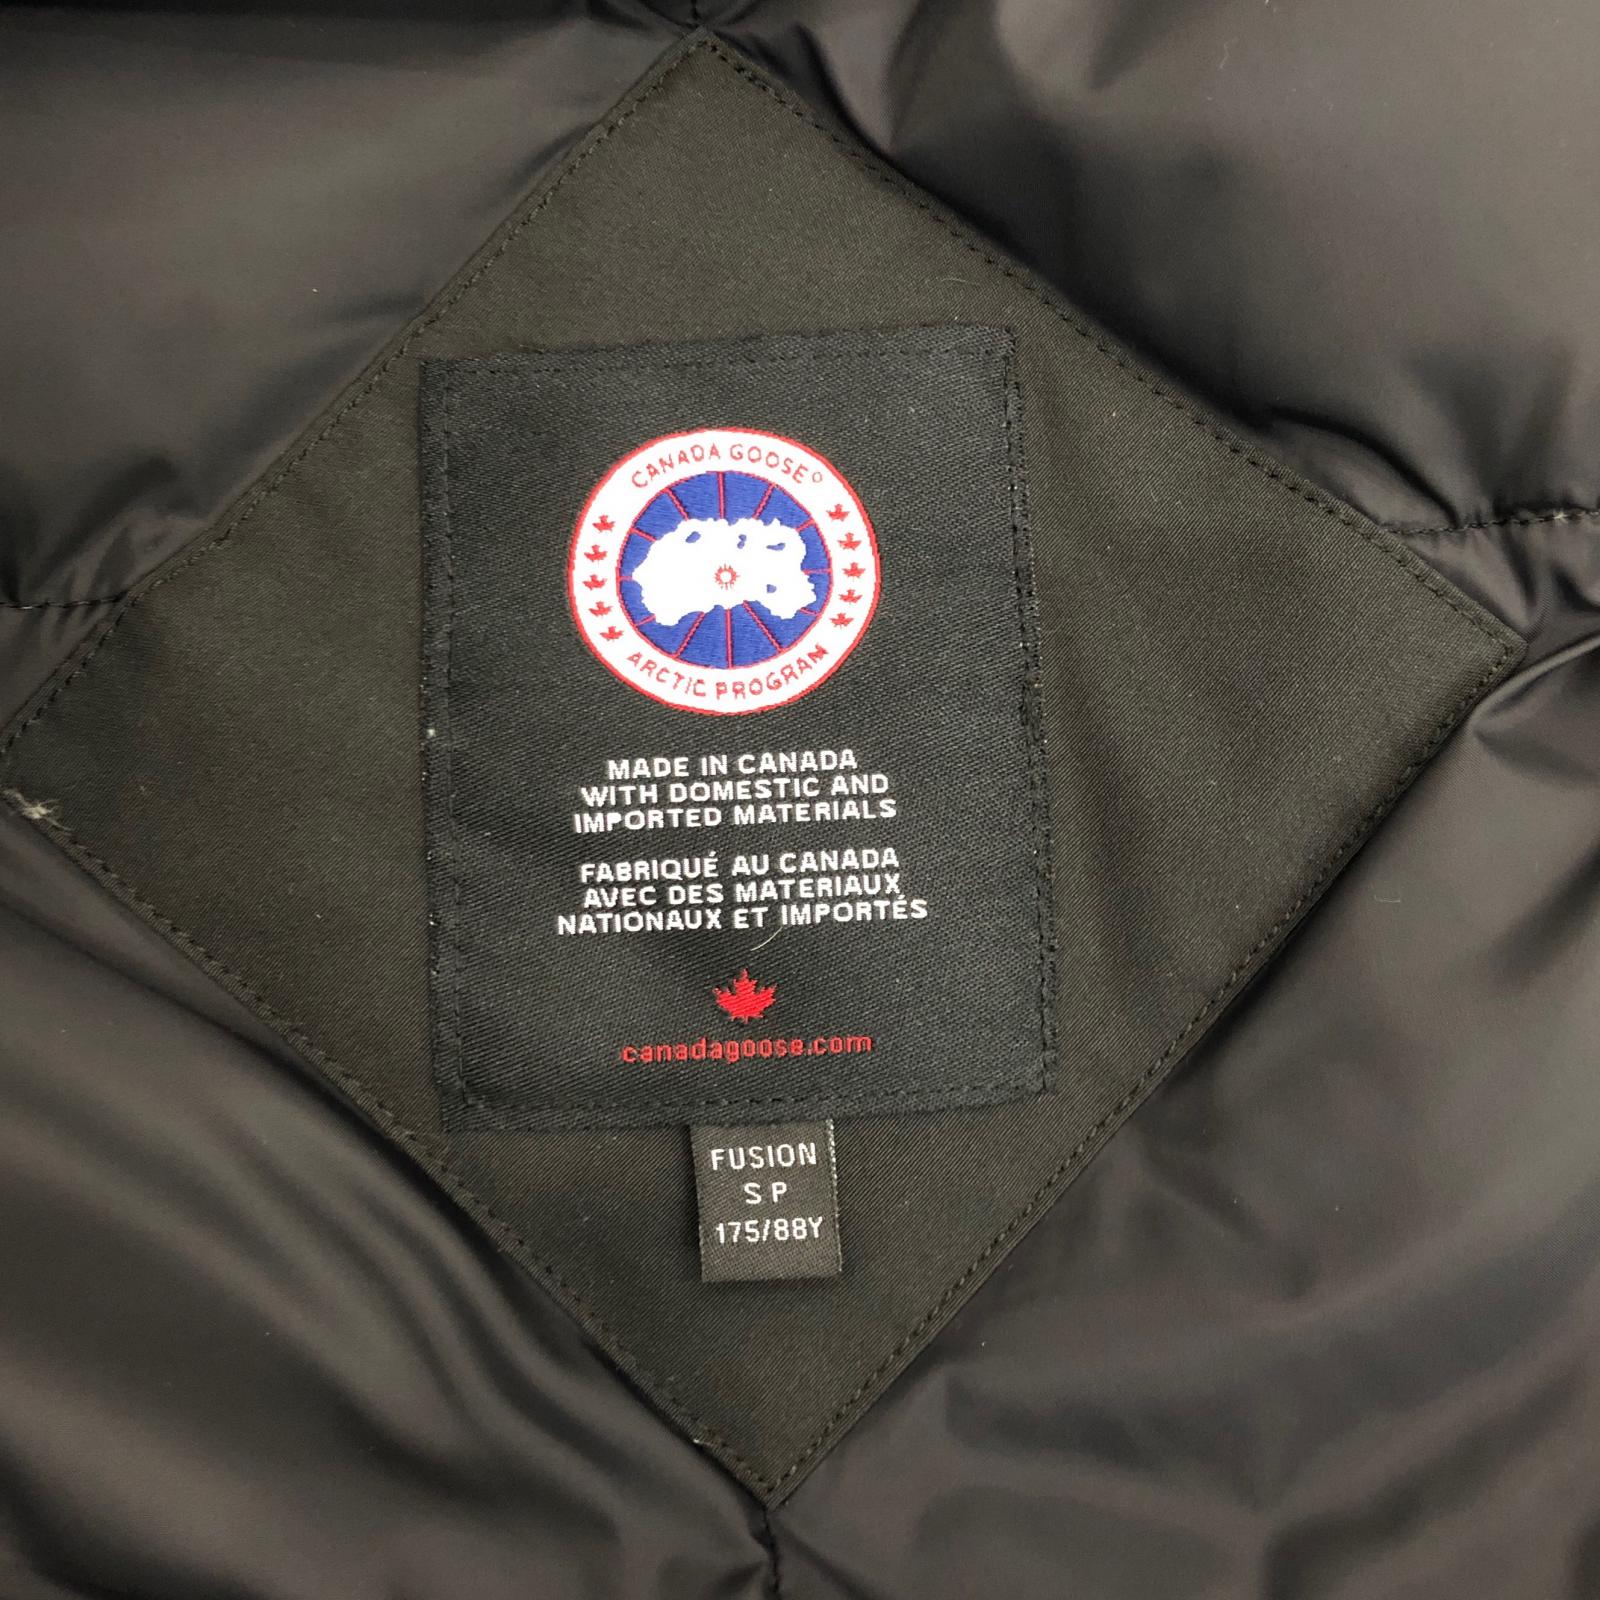 CANADA GOOSE®
ARCTIC PROGRAM
MADE IN CANADA
WITH DOMESTIC AND
IMPORTED MATERIALS
FABRIQUÉ AU CANADA
AVEC DES MATERIAUX
NATIONAUX ET IMPORTÉS
canadagoose.com
FUSION
S P
175/88Y